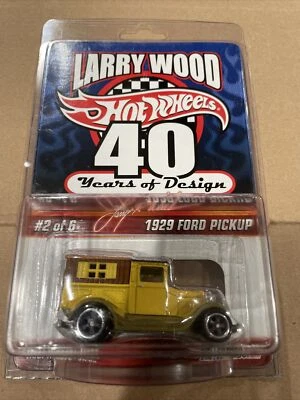 LARRY WOOD
Hot Wheels
40
Years of Design
#2 of 6
1929 FORD PICKUP